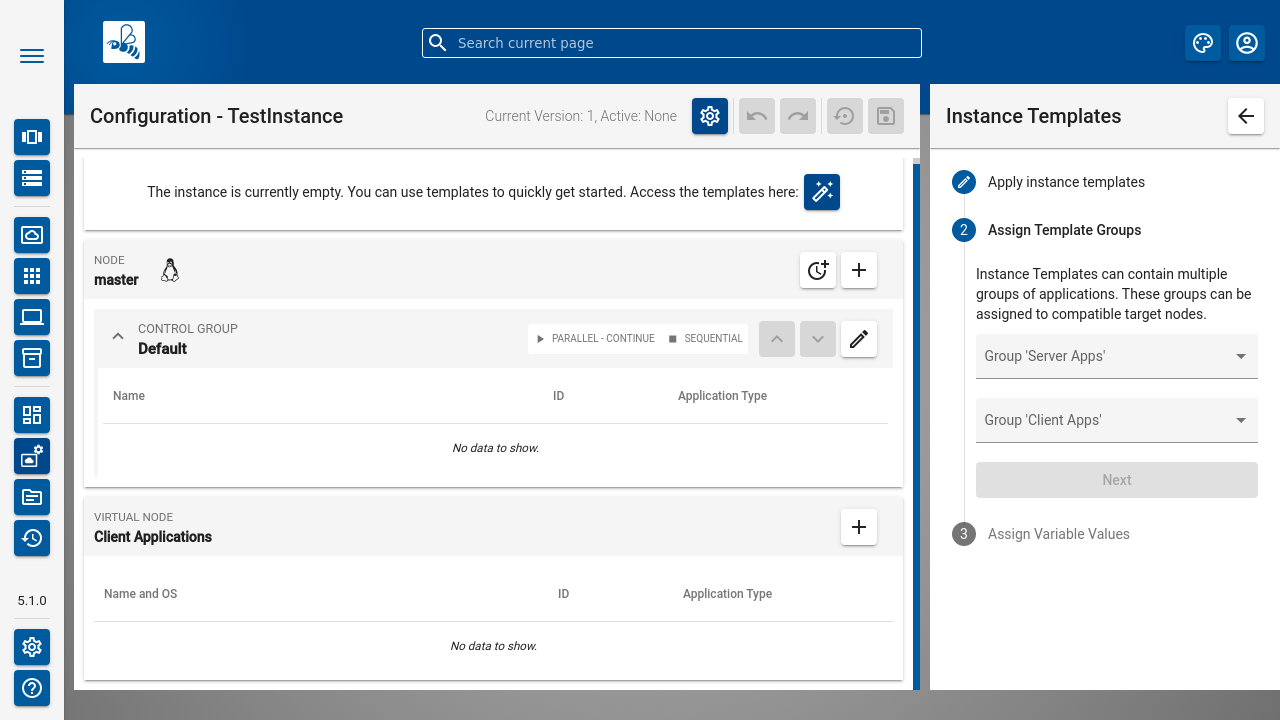 Search current page
Configuration - TestInstance
Current Version: 1, Active: None
Instance Templates
The instance is currently empty. You can use templates to quickly get started. Access the templates here:
NODE
master
CONTROL GROUP
Default
PARALLEL - CONTINUE
SEQUENTIAL
Name
ID
Application Type
No data to show.
VIRTUAL NODE
Client Applications
Name and OS
ID
Application Type
No data to show.
Apply instance templates
2
Assign Template Groups
Instance Templates can contain multiple
groups of applications. These groups can be
assigned to compatible target nodes.
Group 'Server Apps'
Group 'Client Apps'
Next
3
Assign Variable Values
5.1.0